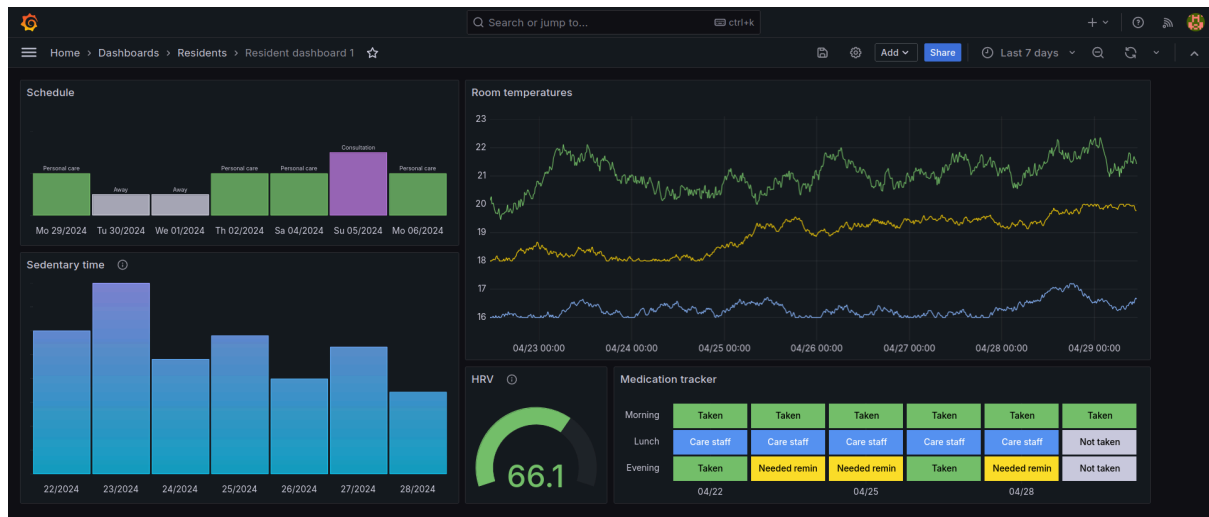 Search or jump to...
ctrl+k
Home › Dashboards › Residents › Resident dashboard 1
Add
Share
Last 7 days
Schedule
Consultation
Personal care
Personal care
Personal care
Personal care
Away
Away
Mo 29/2024 Tu 30/2024 We 01/2024 Th 02/2024 Sa 04/2024 Su 05/2024 Mo 06/2024
Sedentary time
22/2024 23/2024 24/2024 25/2024 26/2024 27/2024 28/2024
Room temperatures
23
22
21
20
19
18
17
16
04/23 00:00 04/24 00:00 04/25 00:00 04/26 00:00 04/27 00:00 04/28 00:00 04/29 00:00
HRV
66.1
Medication tracker
Morning Taken Taken Taken Taken Taken Taken
Lunch Care staff Care staff Care staff Care staff Care staff Not taken
Evening Taken Needed remin Needed remin Taken Needed remin Not taken
04/22 04/25 04/28